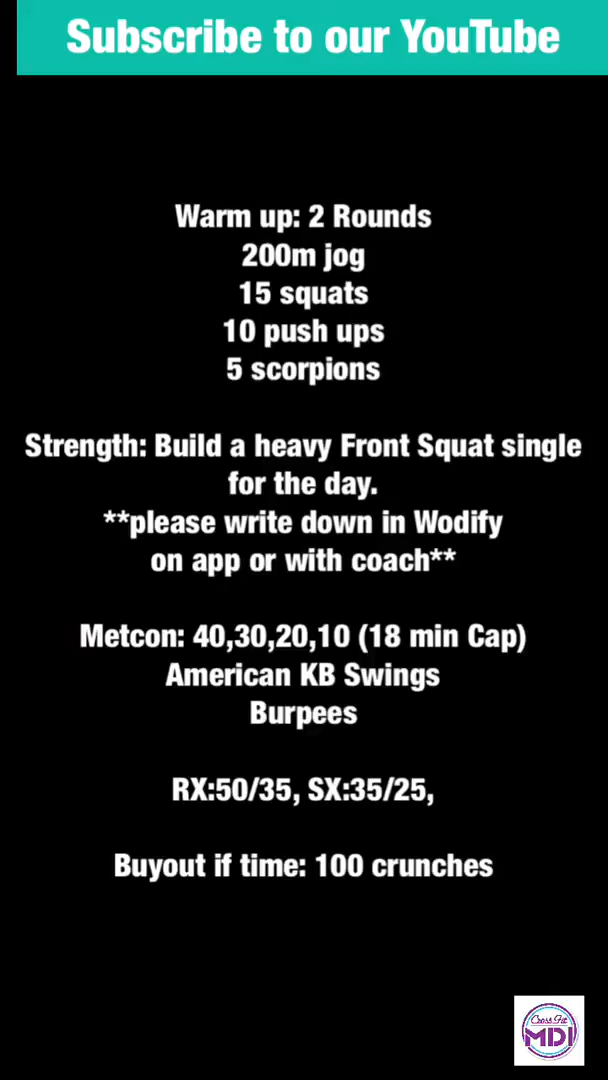 Subscribe to our YouTube
Warm up: 2 Rounds
200m jog
15 squats
10 push ups
5 scorpions
Strength: Build a heavy Front Squat single
for the day.
**please write down in Wodify
on app or with coach**
Metcon: 40,30,20,10 (18 min Cap)
American KB Swings
Burpees
RX:50/35, SX:35/25,
Buyout if time: 100 crunches
CrossFit
MDI